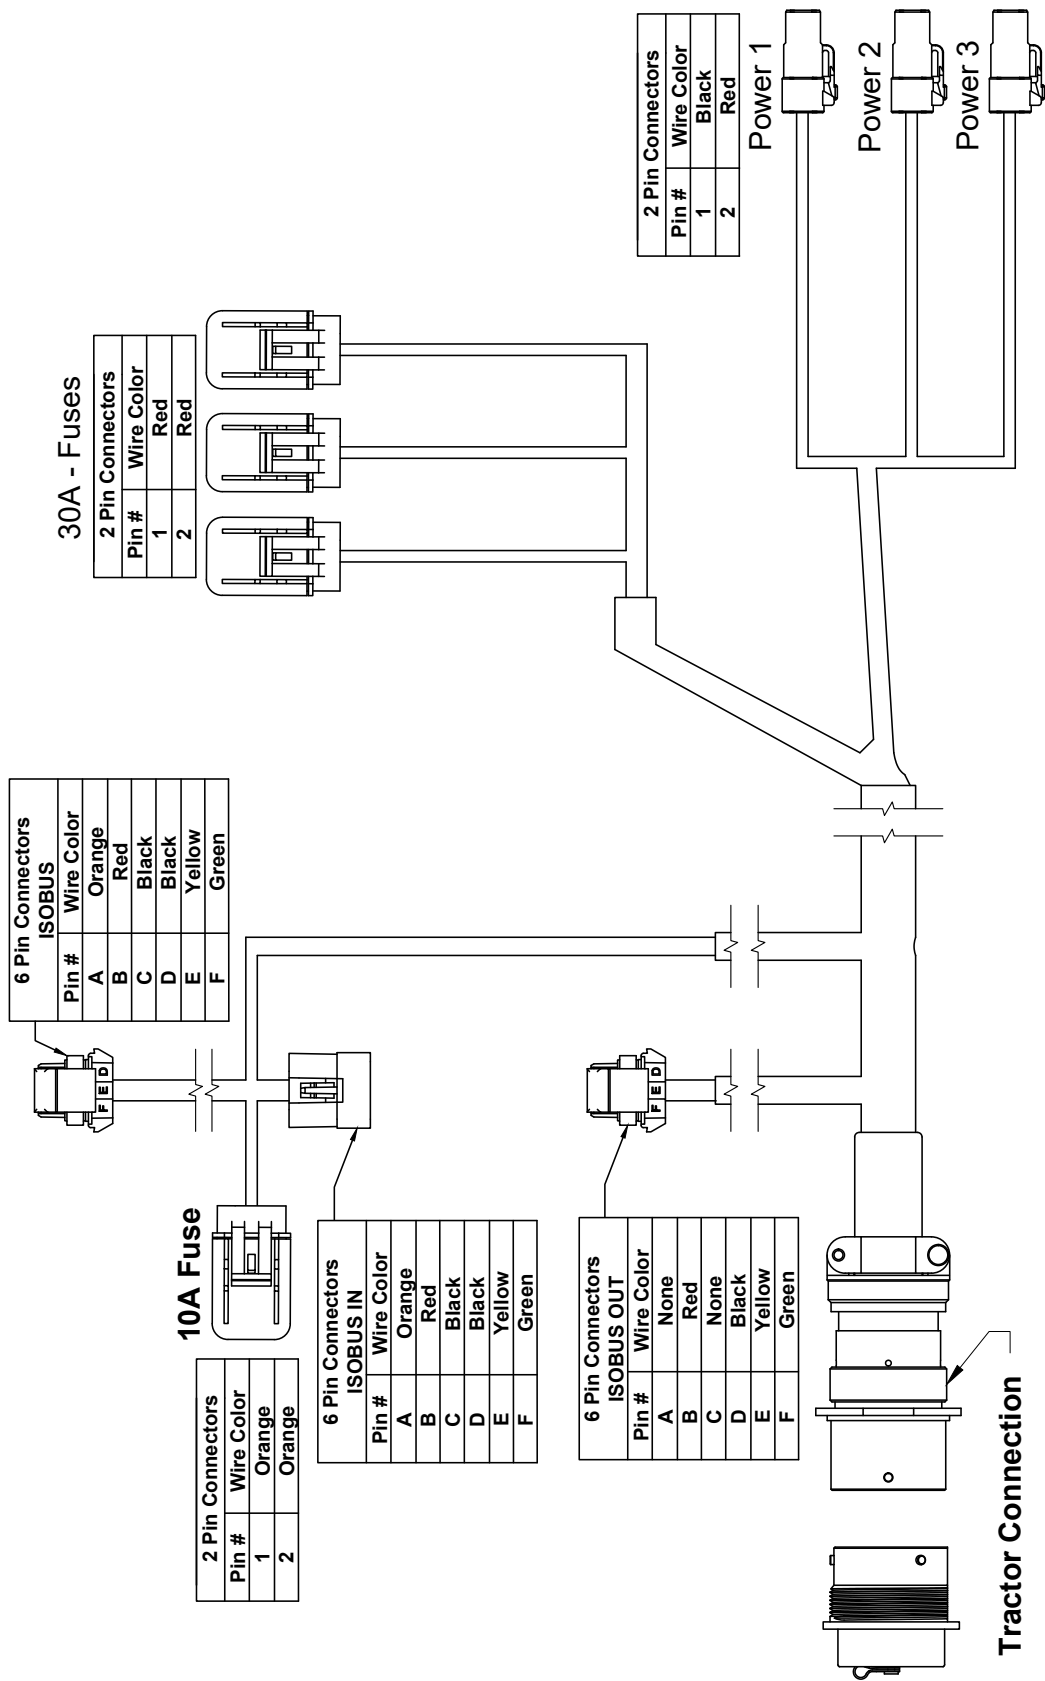 30A - Fuses
2 Pin Connectors
Pin # Wire Color
1 Red
2 Red
2 Pin Connectors
Pin # Wire Color
1 Black
2 Red
Power 1
Power 2
Power 3
6 Pin Connectors
ISOBUS
Pin # Wire Color
A Orange
B Red
C Black
D Black
E Yellow
F Green
F E D
10A Fuse
2 Pin Connectors
Pin # Wire Color
1 Orange
2 Orange
6 Pin Connectors
ISOBUS IN
Pin # Wire Color
A Orange
B Red
C Black
D Black
E Yellow
F Green
F E D
6 Pin Connectors
ISOBUS OUT
Pin # Wire Color
A None
B Red
C None
D Black
E Yellow
F Green
Tractor Connection